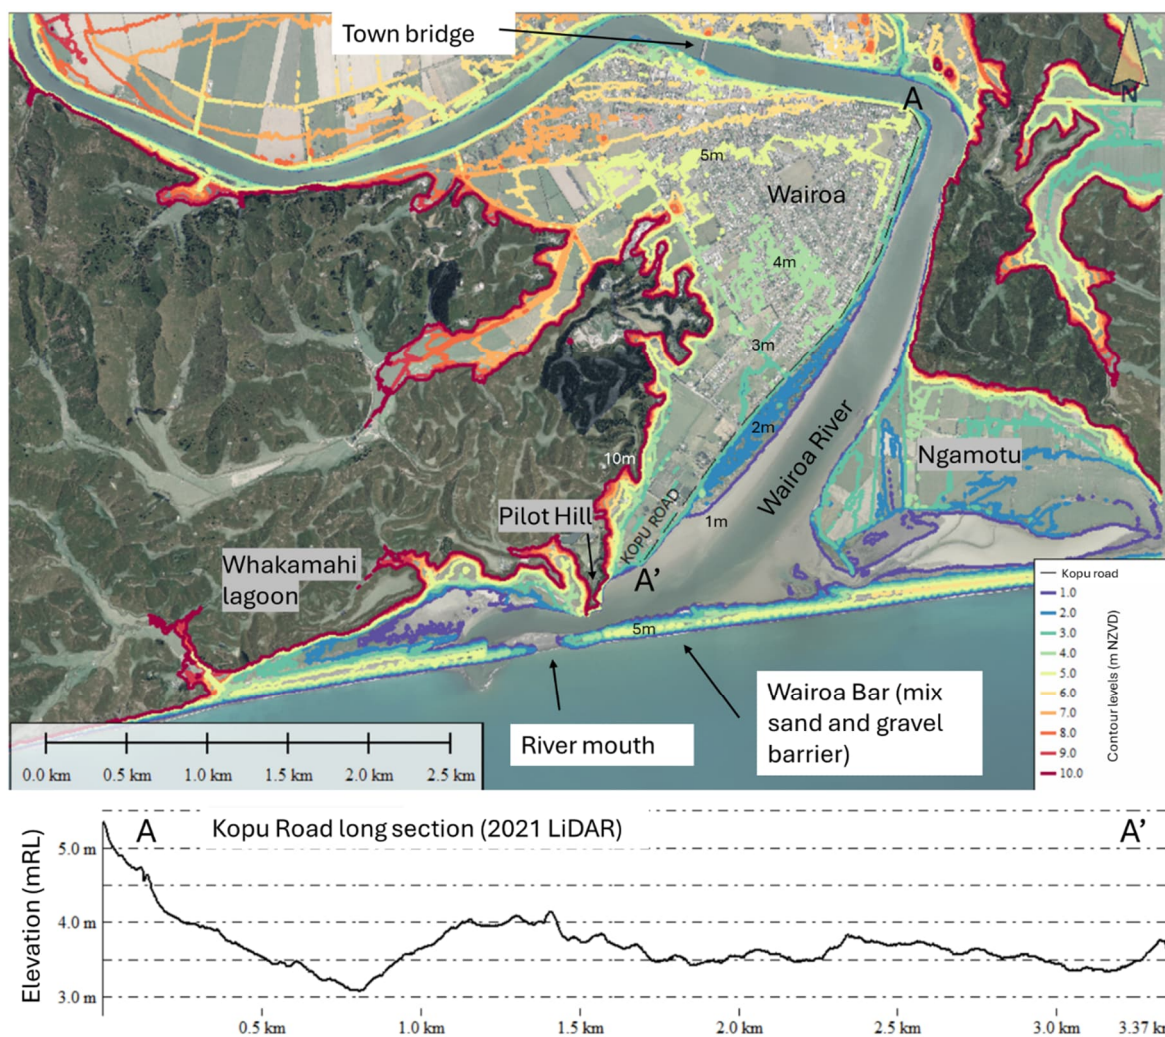 Town bridge
N
A
5m
Wairoa
4m
3m
2m
10m
Wairoa River
Ngamotu
KOPU ROAD
1m
Pilot Hill
Whakamahi
lagoon
A'
5m
Kopu road
1.0
2.0
3.0
4.0
5.0
6.0
7.0
8.0
9.0
10.0
Contour levels (m NZVD)
Wairoa Bar (mix
sand and gravel
barrier)
River mouth
0.0 km 0.5 km 1.0 km 1.5 km 2.0 km 2.5 km
A Kopu Road long section (2021 LiDAR) A’
Elevation (mRL)
5.0 m
4.0 m
3.0 m
0.5 km 1.0 km 1.5 km 2.0 km 2.5 km 3.0 km 3.37 k